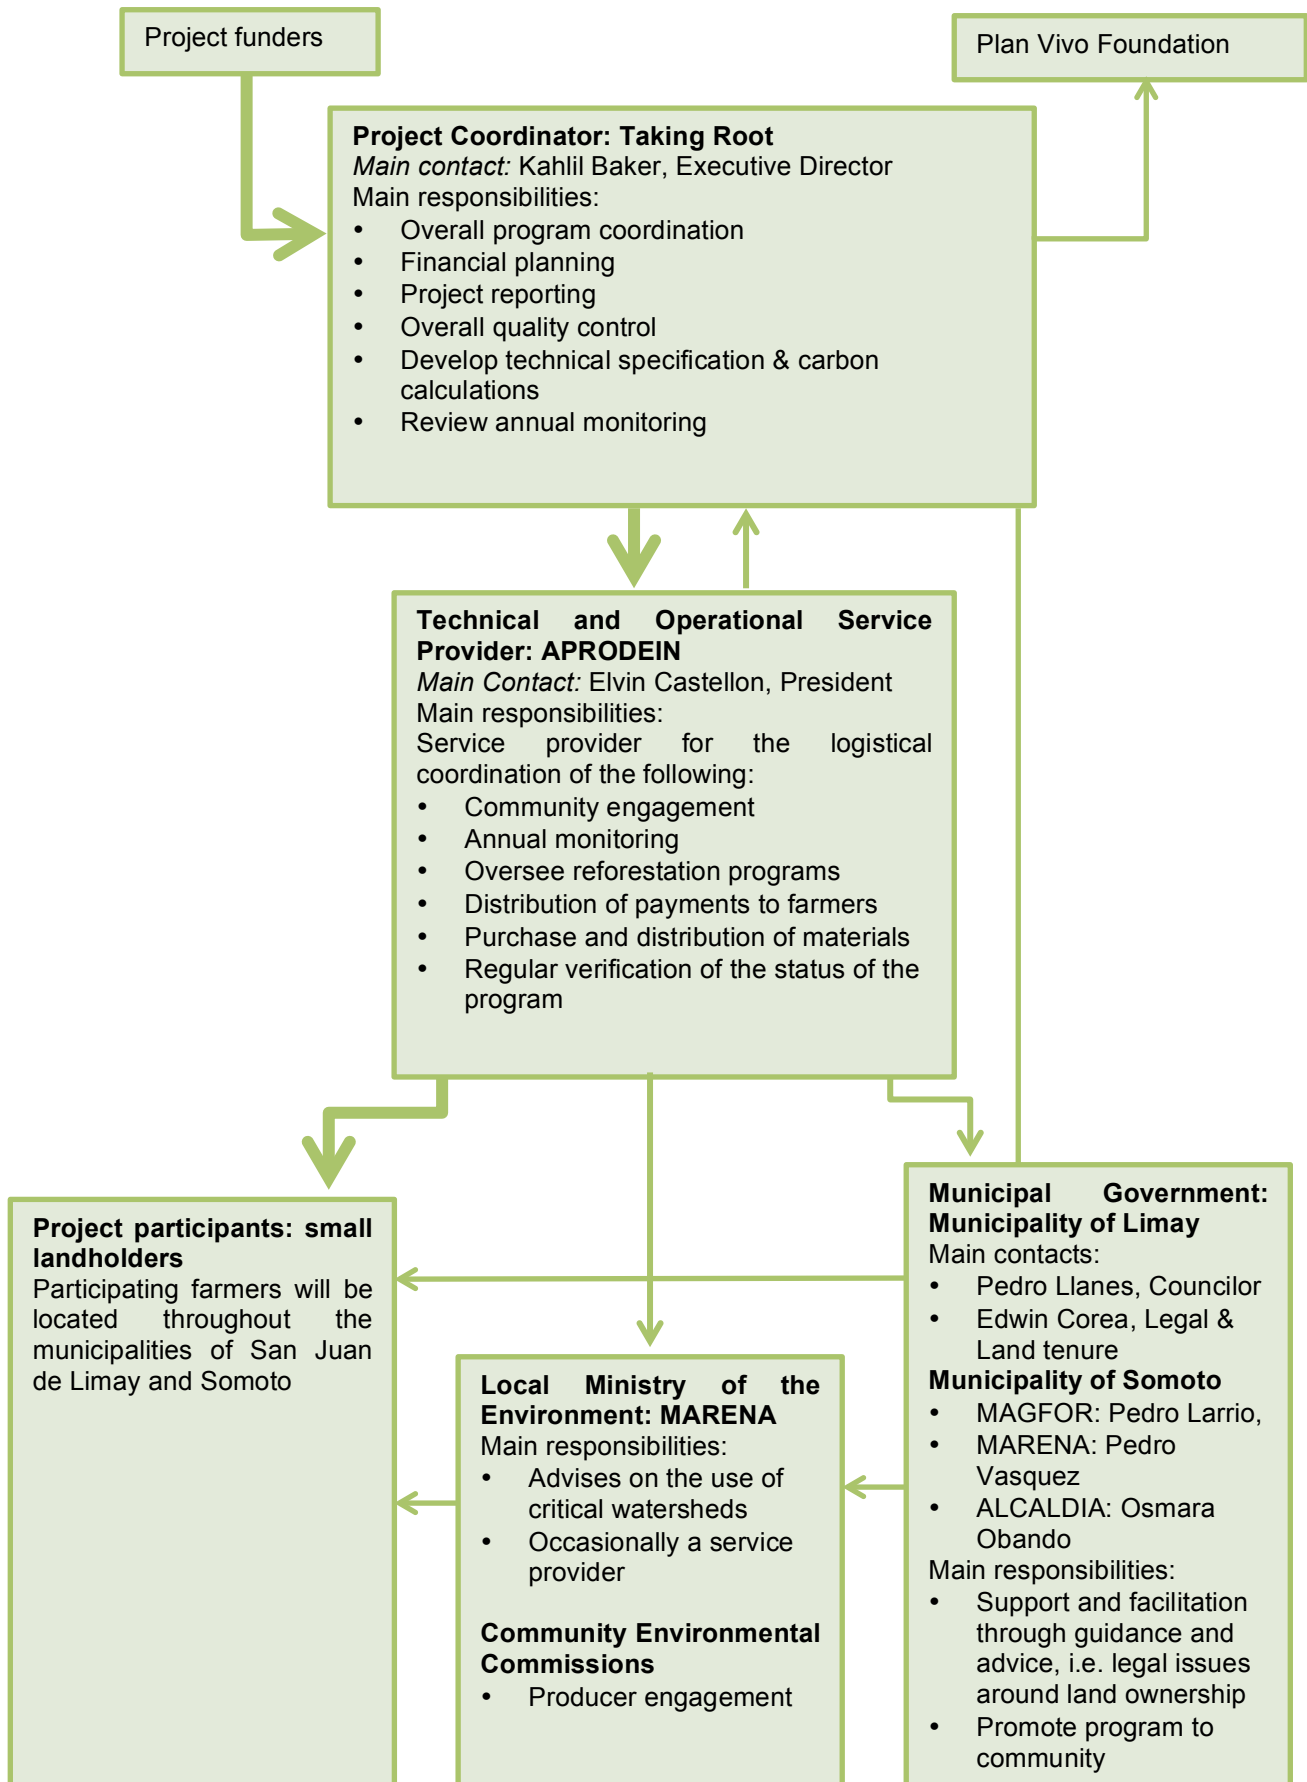 Project funders
Plan Vivo Foundation
Project Coordinator: Taking Root
Main contact: Kahlil Baker, Executive Director
Main responsibilities:
• Overall program coordination
• Financial planning
• Project reporting
• Overall quality control
• Develop technical specification & carbon
calculations
• Review annual monitoring
Technical and Operational Service
Provider: APRODEIN
Main Contact: Elvin Castellon, President
Main responsibilities:
Service provider for the logistical
coordination of the following:
• Community engagement
• Annual monitoring
• Oversee reforestation programs
• Distribution of payments to farmers
• Purchase and distribution of materials
• Regular verification of the status of the
program
Project participants: small
landholders
Participating farmers will be
located throughout the
municipalities of San Juan
de Limay and Somoto
Local Ministry of the
Environment: MARENA
Main responsibilities:
• Advises on the use of
critical watersheds
• Occasionally a service
provider
Community Environmental
Commissions
• Producer engagement
Municipal Government:
Municipality of Limay
Main contacts:
• Pedro Llanes, Councilor
• Edwin Corea, Legal &
Land tenure
Municipality of Somoto
• MAGFOR: Pedro Larrio,
• MARENA: Pedro
Vasquez
• ALCALDIA: Osmara
Obando
Main responsibilities:
• Support and facilitation
through guidance and
advice, i.e. legal issues
around land ownership
• Promote program to
community